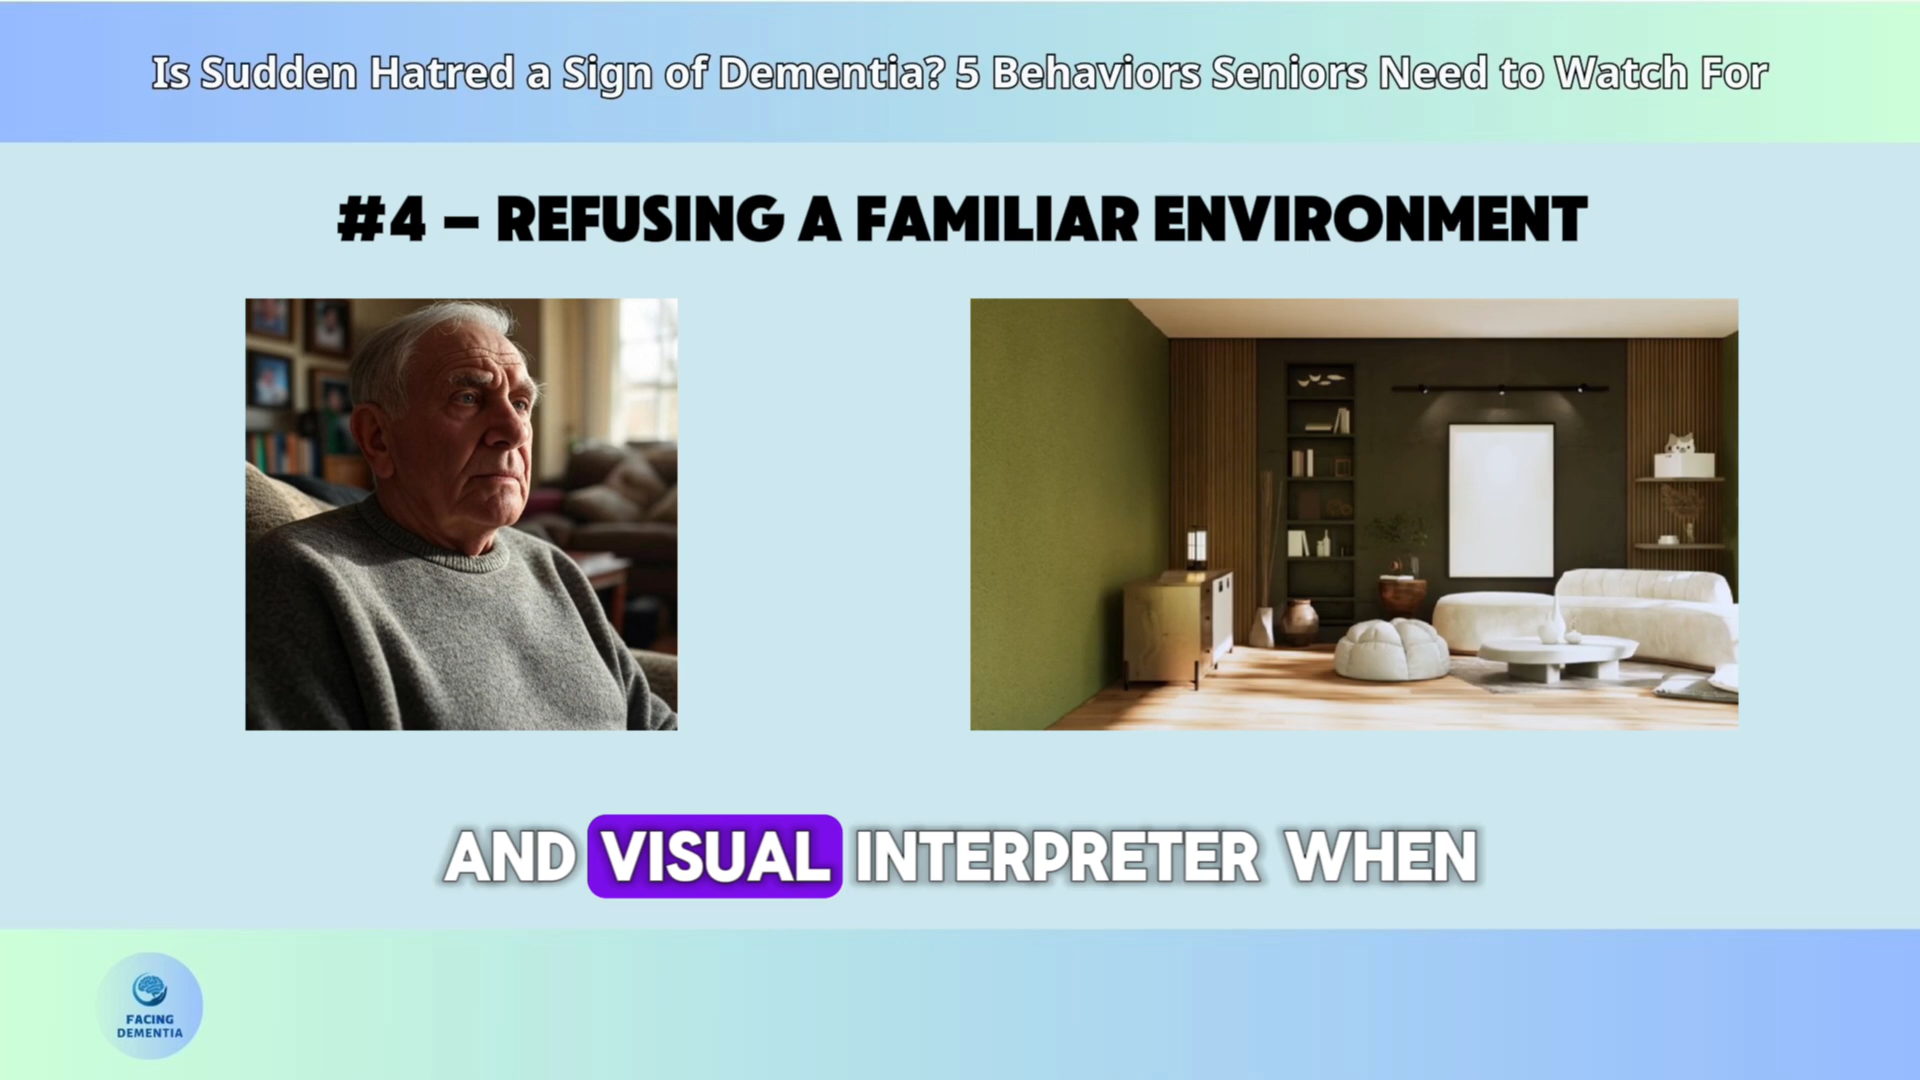 Is Sudden Hatred a Sign of Dementia? 5 Behaviors Seniors Need to Watch For
#4 – REFUSING A FAMILIAR ENVIRONMENT
AND VISUAL INTERPRETER WHEN
FACING
DEMENTIA